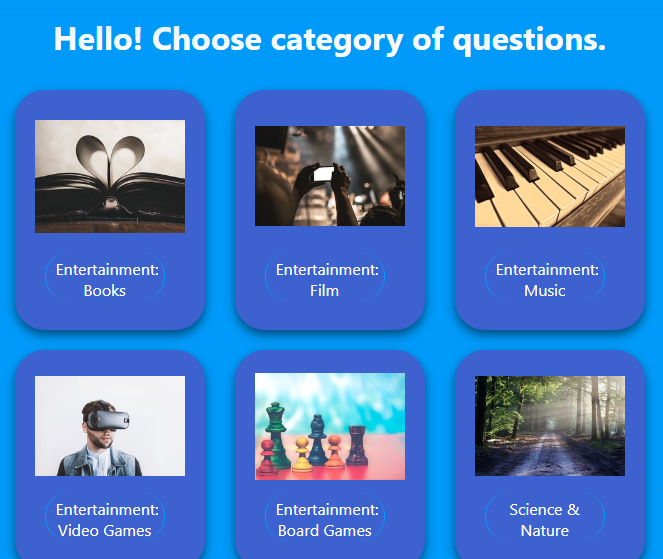 Hello! Choose category of questions.
Entertainment:
Books
Entertainment:
Film
Entertainment:
Music
Entertainment:
Video Games
Entertainment:
Board Games
Science &
Nature